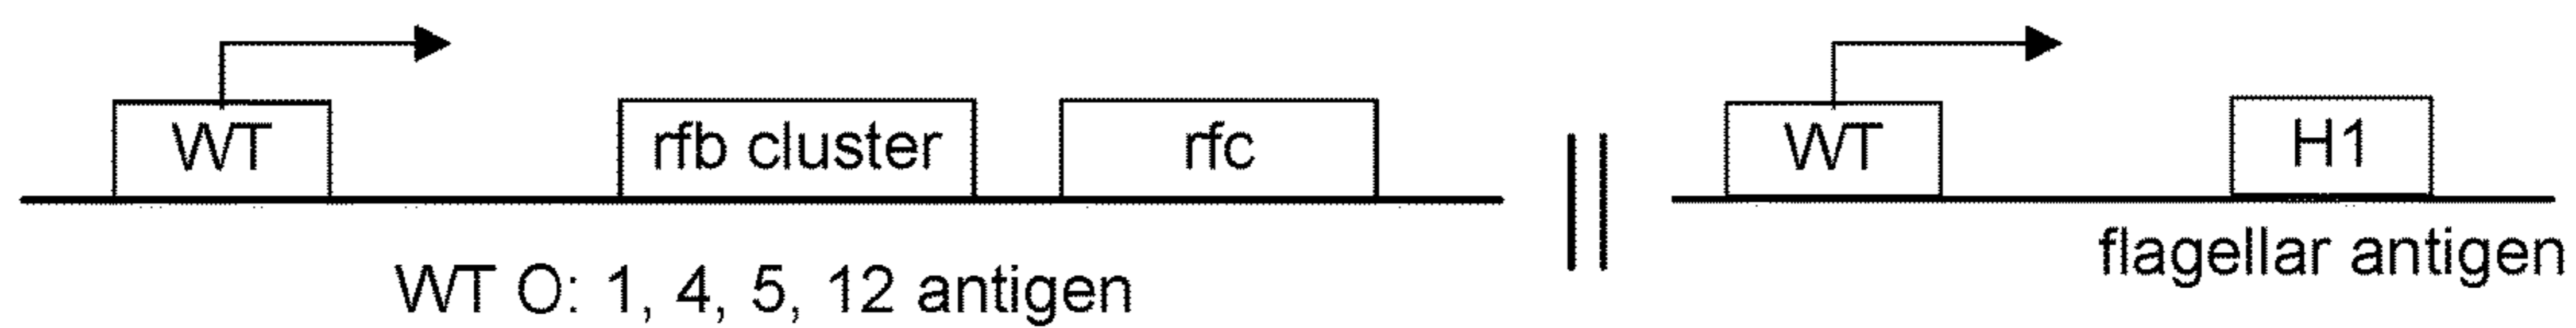 WT rfb cluster rfc WT H1
WT O: 1, 4, 5, 12 antigen flagellar antigen